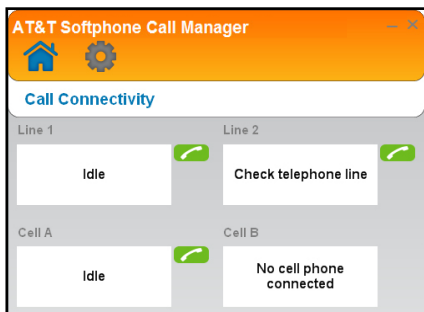 AT&T Softphone Call Manager
Call Connectivity
Line 1 Line 2
Idle Check telephone line
Cell A Cell B
Idle No cell phone
connected